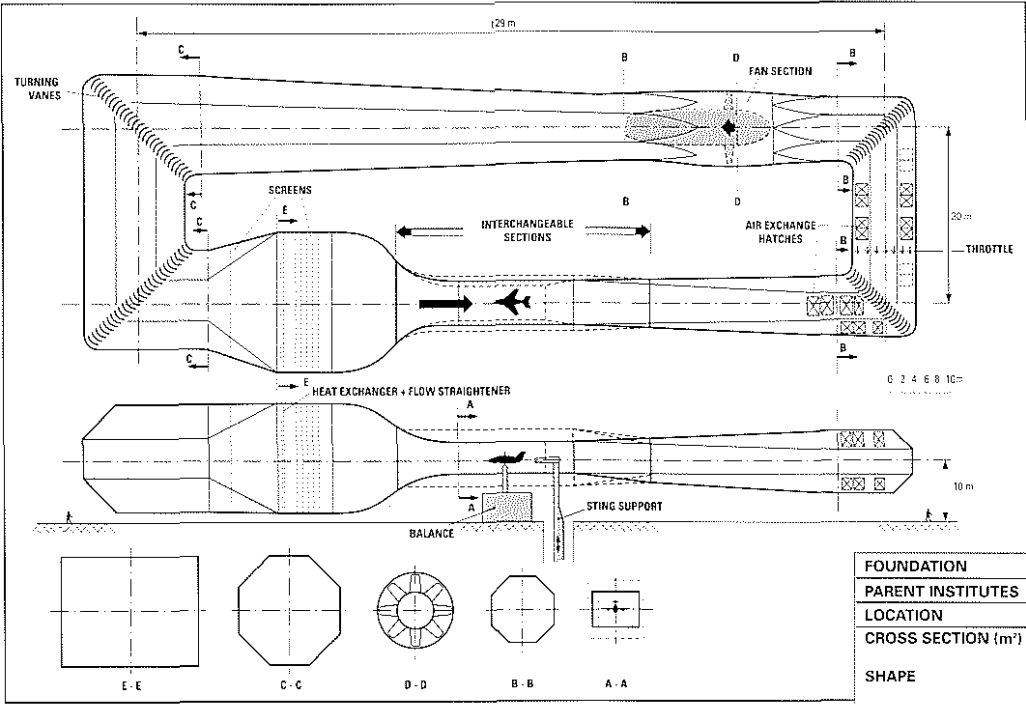 129 m
C
B
D
B
FAN SECTION
TURNING
VANES
SCREENS
C
C
E
B
D
B
INTERCHANGEABLE
SECTIONS
AIR EXCHANGE
HATCHES
B
30 m
THROTTLE
C
B
E
HEAT EXCHANGER + FLOW STRAIGHTENER
0 2 4 6 8 10m
A
A
10 m
STING SUPPORT
BALANCE
E - E
C - C
D - D
B - B
A - A
FOUNDATION
PARENT INSTITUTES
LOCATION
CROSS SECTION (m²)
SHAPE